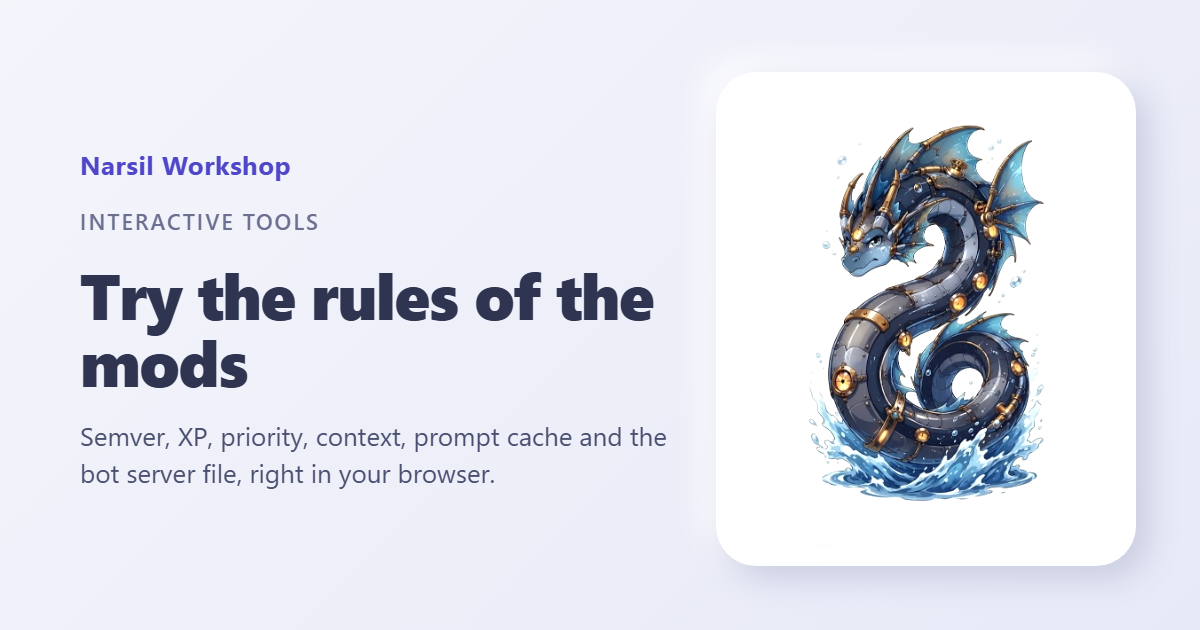 Narsil Workshop
INTERACTIVE TOOLS
Try the rules of the
mods
Semver, XP, priority, context, prompt cache and the
bot server file, right in your browser.